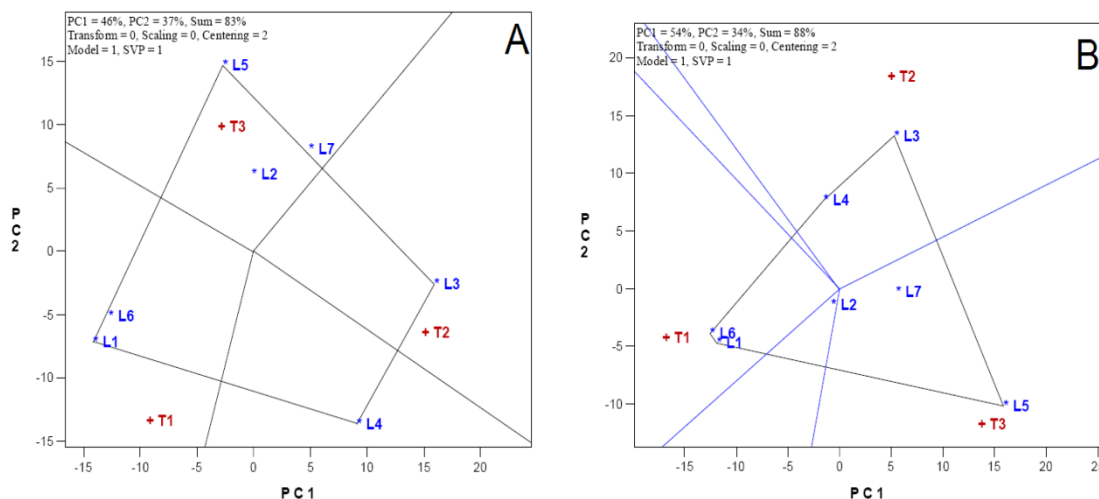 PC1 = 46%, PC2 = 37%, Sum = 83%
Transform = 0, Scaling = 0, Centering = 2
Model = 1, SVP = 1
A
15
10
5
0
-5
-10
-15
P
C
2
* L5
+ T3
* L7
* L2
* L3
* L6
* L1
+ T2
+ T1
* L4
-15
-10
-5
0
5
10
15
20
P C 1
PC1 = 54%, PC2 = 34%, Sum = 88%
Transform = 0, Scaling = 0, Centering = 2
Model = 1, SVP = 1
B
20
15
10
5
0
-5
-10
P
C
2
+ T2
* L3
* L4
* L7
* L2
* L6
* L1
+ T1
* L5
+ T3
-15
-10
-5
0
5
10
15
20
25
P C 1